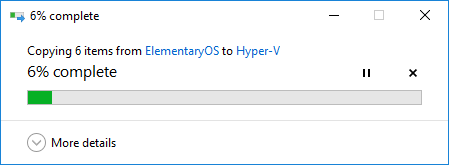 6% complete
Copying 6 items from ElementaryOS to Hyper-V
6% complete
More details